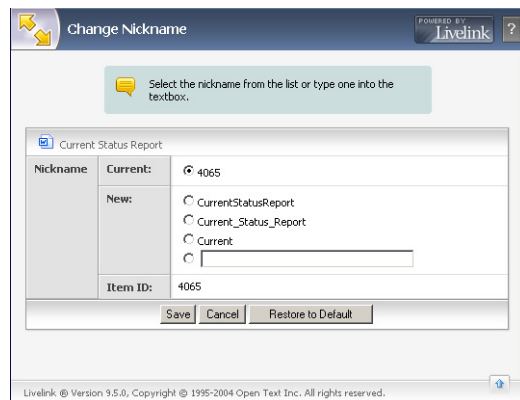 Change Nickname
POWERED BY
Livelink
?
Select the nickname from the list or type one into the
textbox.
Current Status Report
Nickname Current: 4065
New: CurrentStatusReport
Current_Status_Report
Current
Item ID: 4065
Save Cancel Restore to Default
Livelink ® Version 9.5.0, Copyright © 1995-2004 Open Text Inc. All rights reserved.